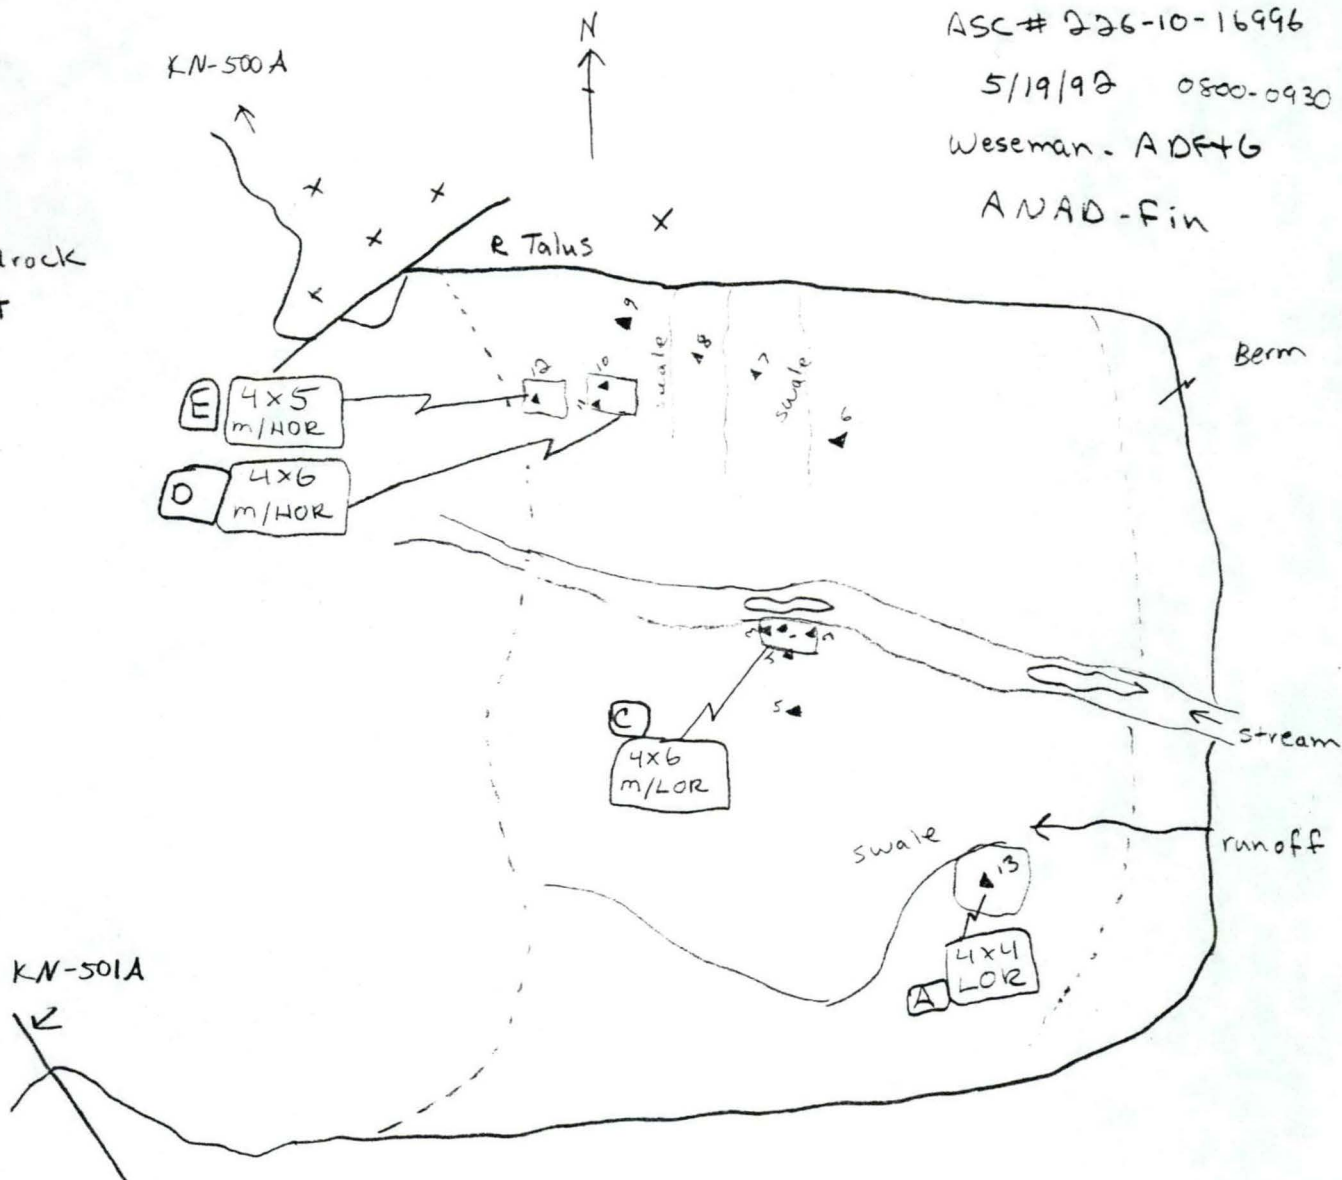 ASC# 226-10-16996
5/19/92 0800-0930
Weseman - ADF+G
ANAD-Fin
N
KN-500A
R Talus
Berm
9
swale
8
7
swale
6
12
10
11
E
4x5
m/HOR
D
4x6
m/HOR
5
C
4x6
m/LOR
stream
runoff
swale
13
4x4
LOR
A
KN-501A